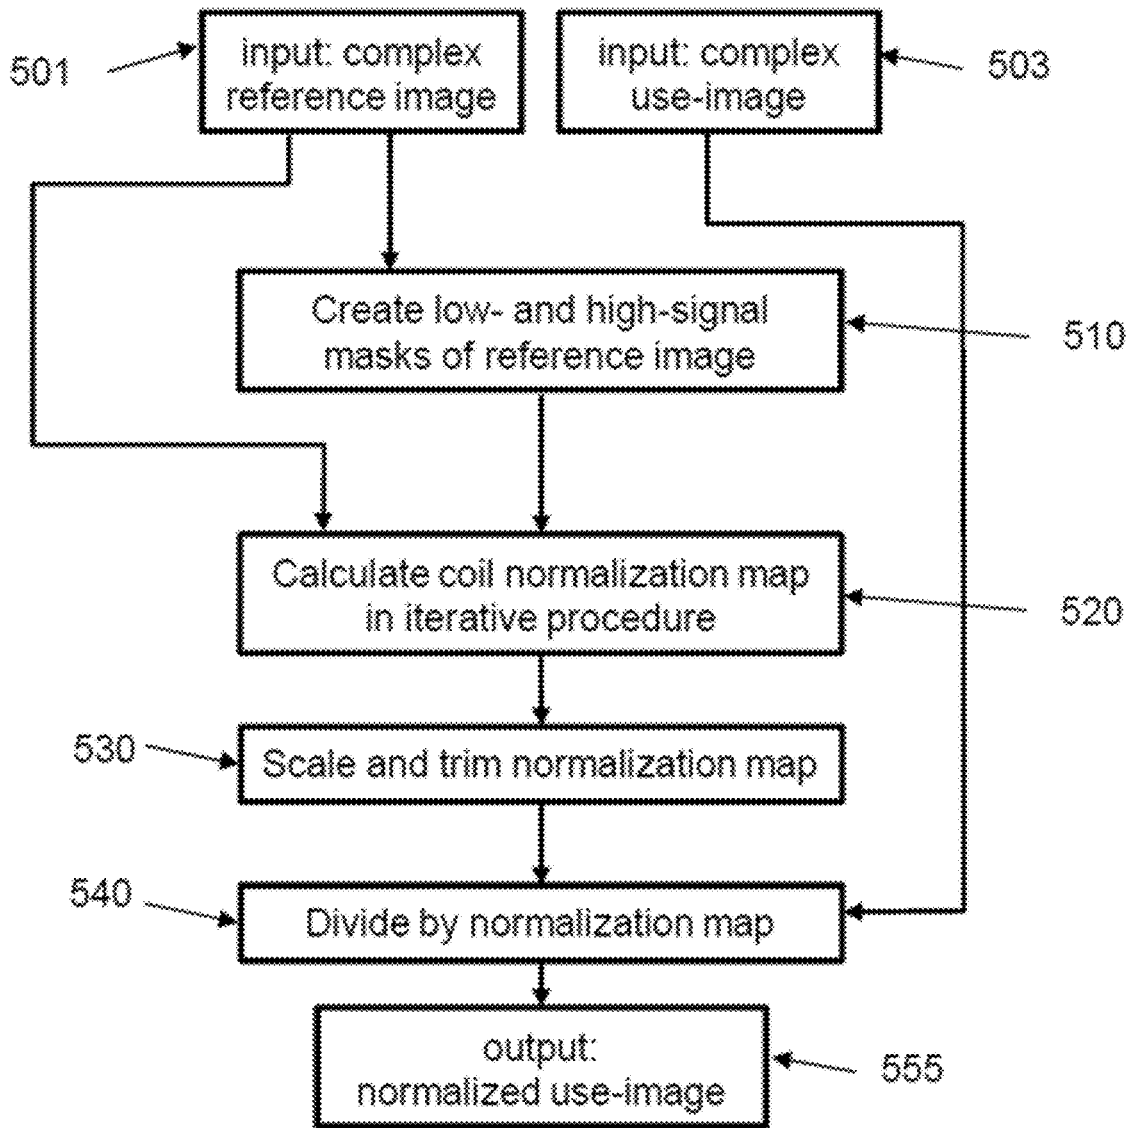 501
input: complex
reference image
input: complex
use-image
503
Create low- and high-signal
masks of reference image
510
Calculate coil normalization map
in iterative procedure
520
530
Scale and trim normalization map
540
Divide by normalization map
output:
normalized use-image
555